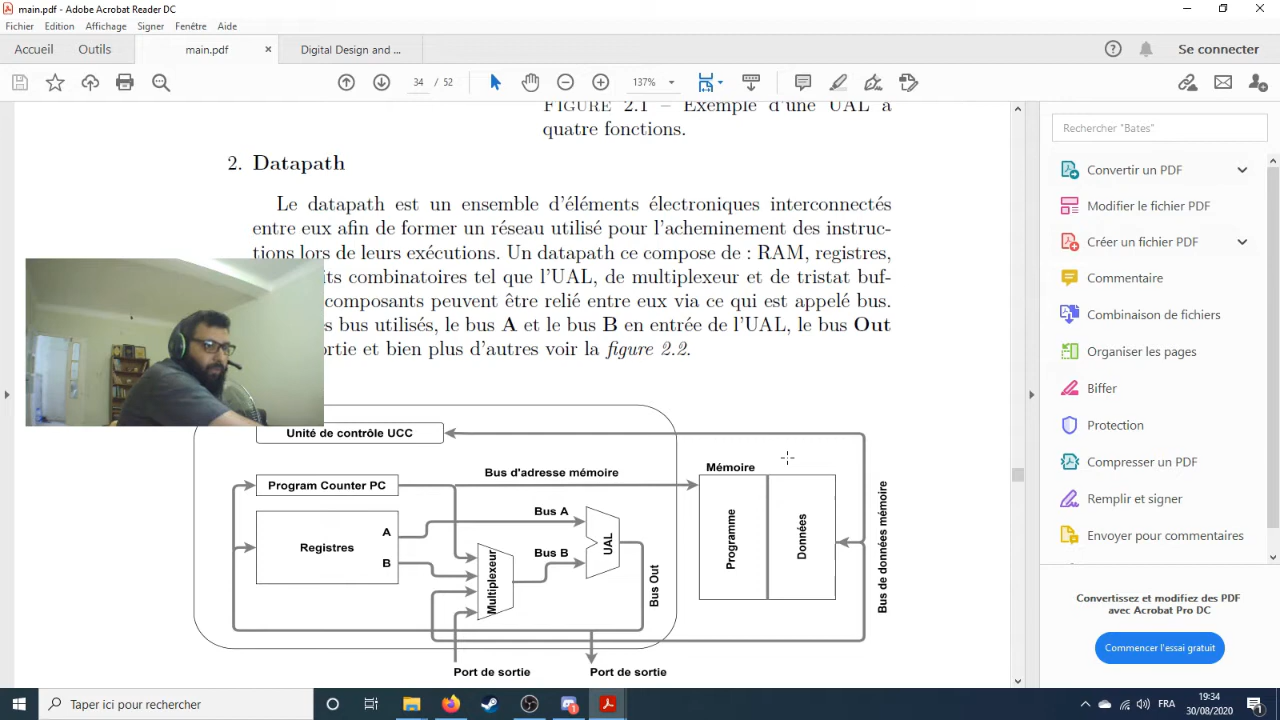 main.pdf - Adobe Acrobat Reader DC
Fichier Edition Affichage Signer Fenêtre Aide
Accueil Outils main.pdf × Digital Design and ... ? Se connecter
34 / 52 137%
FIGURE 2.1 – Exemple d'une UAL à
quatre fonctions.
2. Datapath
Le datapath est un ensemble d'éléments électroniques interconnectés
entre eux afin de former un réseau utilisé pour l'acheminement des instruc-
tions lors de leurs exécutions. Un datapath ce compose de : RAM, registres,
its combinatoires tel que l'UAL, de multiplexeur et de tristat buf-
composants peuvent être relié entre eux via ce qui est appelé bus.
s bus utilisés, le bus A et le bus B en entrée de l'UAL, le bus Out
ortie et bien plus d'autres voir la figure 2.2.
Unité de contrôle UCC
Program Counter PC
Bus d'adresse mémoire
Mémoire
Registres
A
B
Bus A
Bus B
Multiplexeur
UAL
Bus Out
Programme
Données
Bus de données mémoire
Port de sortie
Port de sortie
Rechercher "Bates"
Convertir un PDF
Modifier le fichier PDF
Créer un fichier PDF
Commentaire
Combinaison de fichiers
Organiser les pages
Biffer
Protection
Compresser un PDF
Remplir et signer
Envoyer pour commentaires
Convertissez et modifiez des PDF
avec Acrobat Pro DC
Commencer l'essai gratuit
Taper ici pour rechercher
FRA
19:34
30/08/2020
1